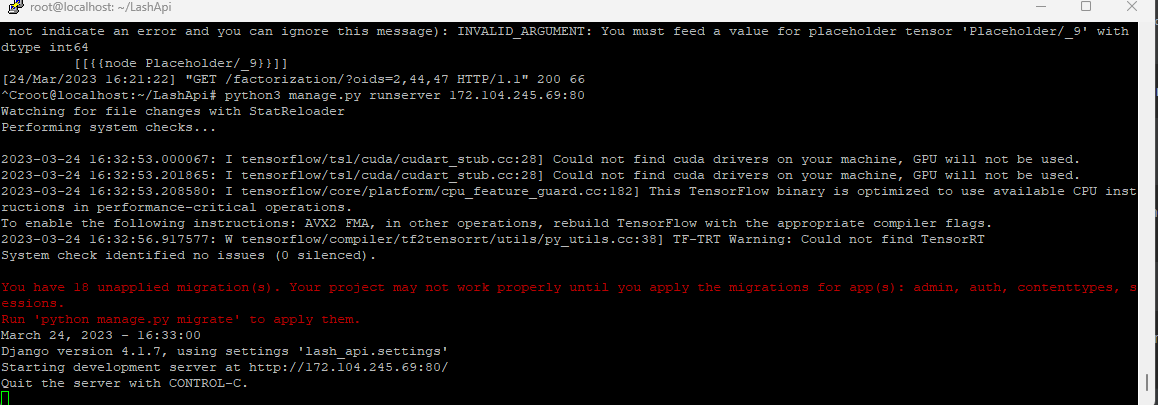 root@localhost: ~/LashApi
 not indicate an error and you can ignore this message): INVALID_ARGUMENT: You must feed a value for placeholder tensor 'Placeholder/_9' with
dtype int64
         [[{{node Placeholder/_9}}]]
[24/Mar/2023 16:21:22] "GET /factorization/?oids=2,44,47 HTTP/1.1" 200 66
^Croot@localhost:~/LashApi# python3 manage.py runserver 172.104.245.69:80
Watching for file changes with StatReloader
Performing system checks...

2023-03-24 16:32:53.000067: I tensorflow/tsl/cuda/cudart_stub.cc:28] Could not find cuda drivers on your machine, GPU will not be used.
2023-03-24 16:32:53.201865: I tensorflow/tsl/cuda/cudart_stub.cc:28] Could not find cuda drivers on your machine, GPU will not be used.
2023-03-24 16:32:53.208580: I tensorflow/core/platform/cpu_feature_guard.cc:182] This TensorFlow binary is optimized to use available CPU inst
ructions in performance-critical operations.
To enable the following instructions: AVX2 FMA, in other operations, rebuild TensorFlow with the appropriate compiler flags.
2023-03-24 16:32:56.917577: W tensorflow/compiler/tf2tensorrt/utils/py_utils.cc:38] TF-TRT Warning: Could not find TensorRT
System check identified no issues (0 silenced).

You have 18 unapplied migration(s). Your project may not work properly until you apply the migrations for app(s): admin, auth, contenttypes, s
essions.
Run 'python manage.py migrate' to apply them.
March 24, 2023 - 16:33:00
Django version 4.1.7, using settings 'lash_api.settings'
Starting development server at http://172.104.245.69:80/
Quit the server with CONTROL-C.